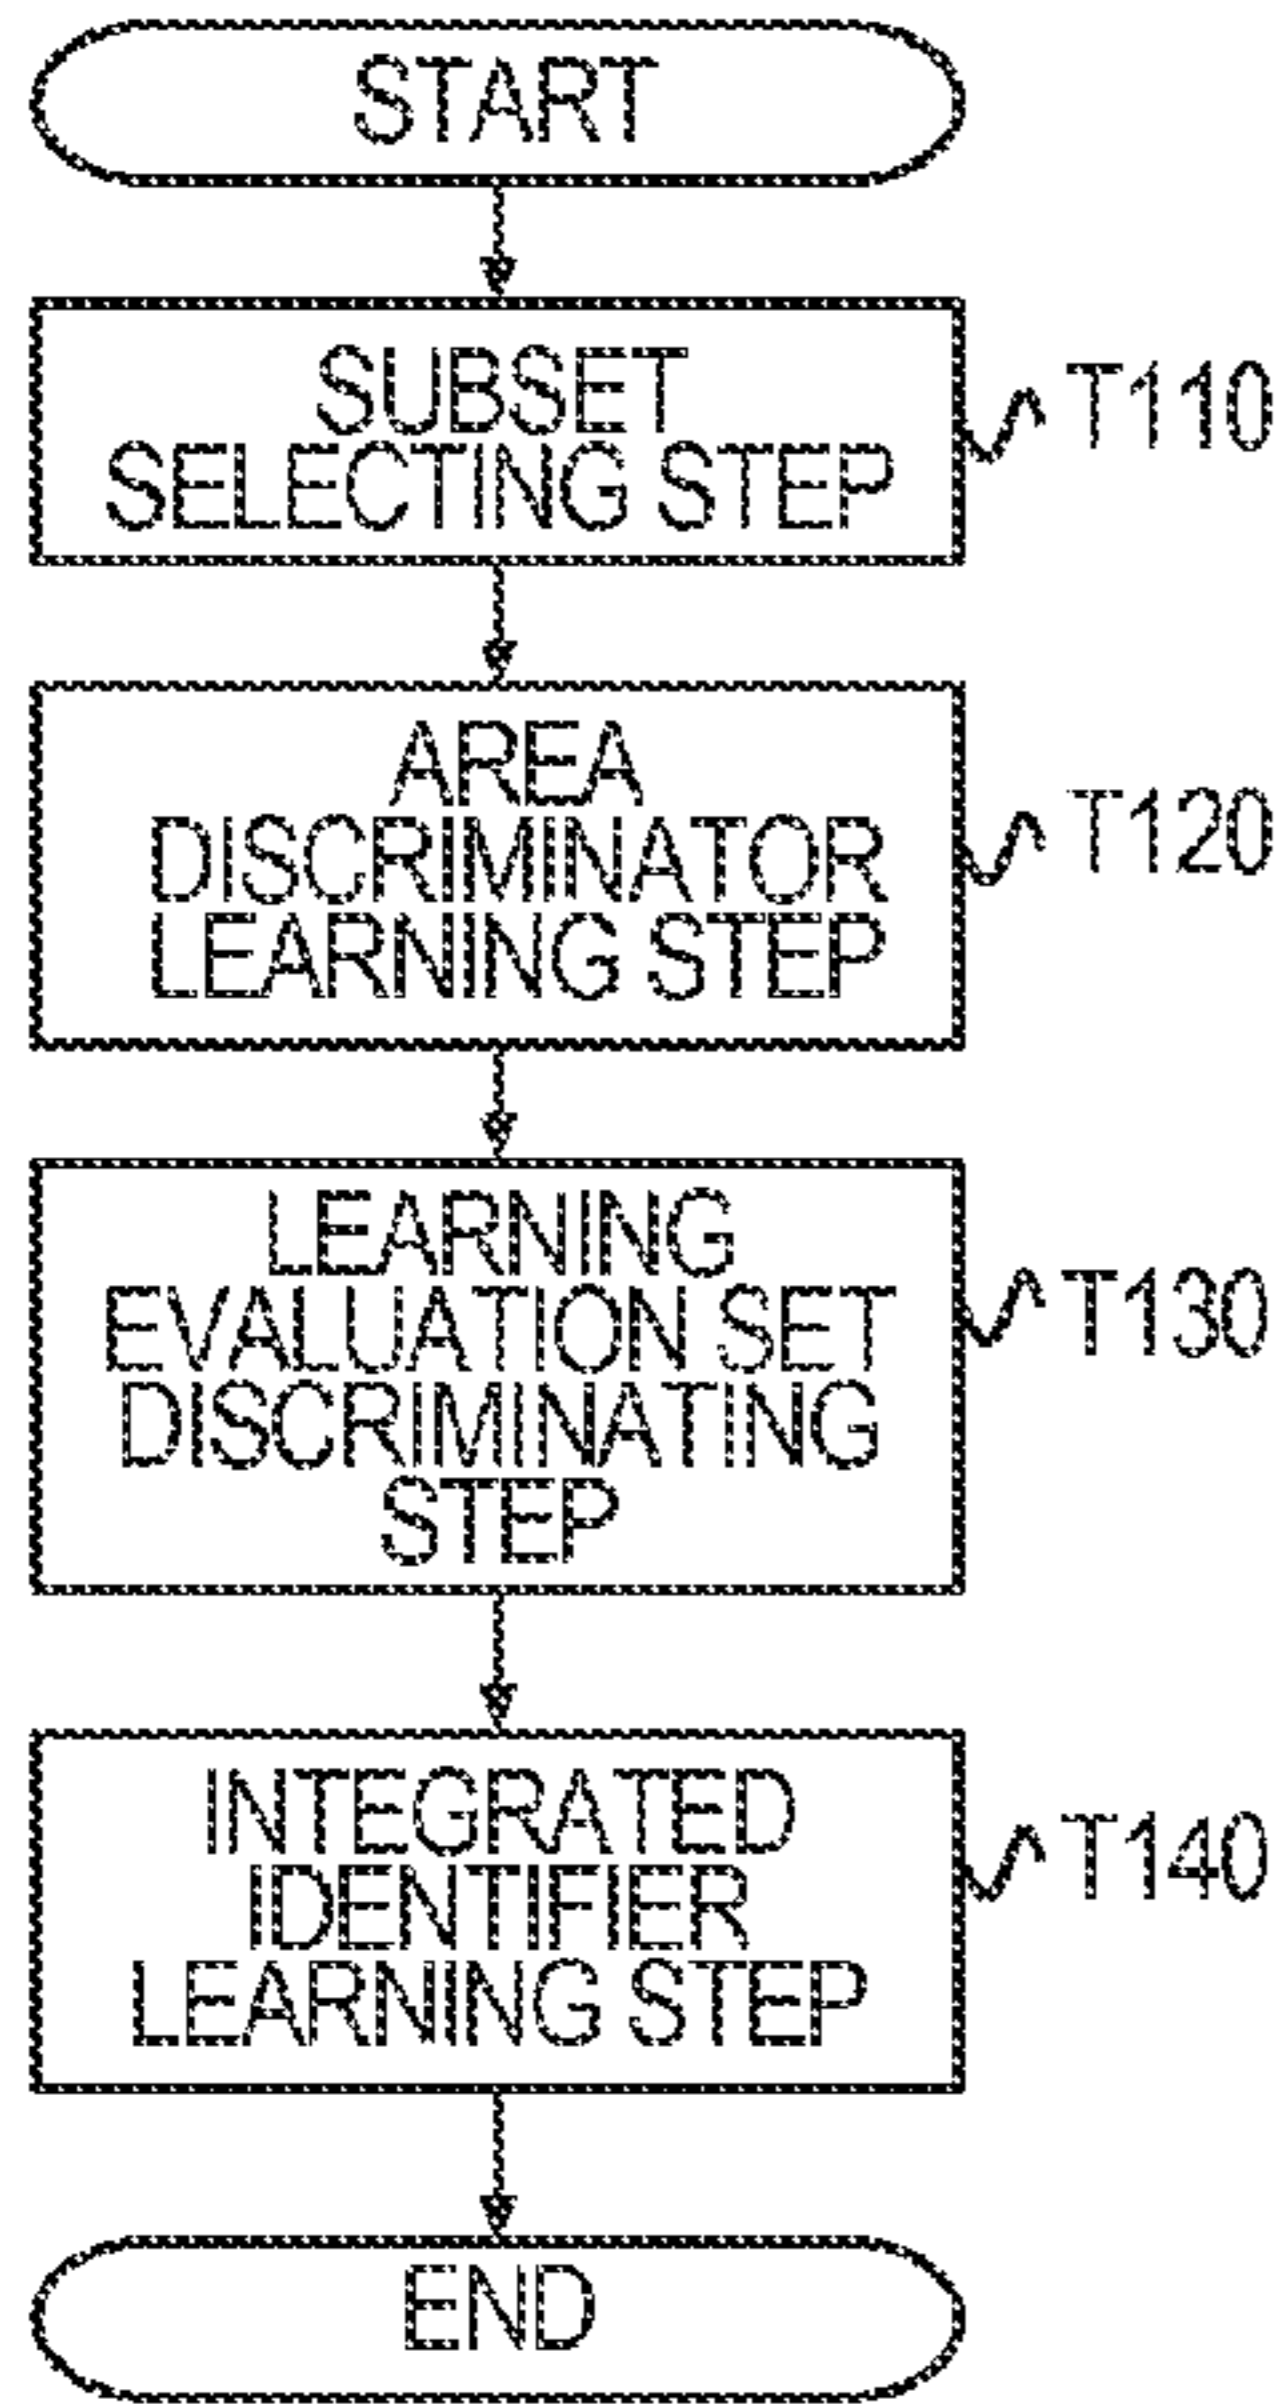 START
SUBSET
SELECTING STEP
T110
AREA
DISCRIMINATOR
LEARNING STEP
T120
LEARNING
EVALUATION SET
DISCRIMINATING
STEP
T130
INTEGRATED
IDENTIFIER
LEARNING STEP
T140
END